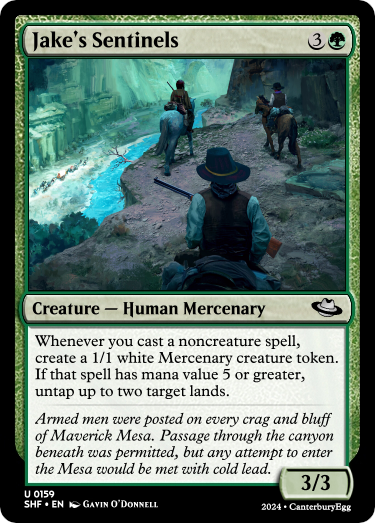 Jake's Sentinels 3
Creature — Human Mercenary
Whenever you cast a noncreature spell,
create a 1/1 white Mercenary creature token.
If that spell has mana value 5 or greater,
untap up to two target lands.
Armed men were posted on every crag and bluff
of Maverick Mesa. Passage through the canyon
beneath was permitted, but any attempt to enter
the Mesa would be met with cold lead.
3/3
U 0159
SHF • EN Gavin O'Donnell
2024 • CanterburyEgg